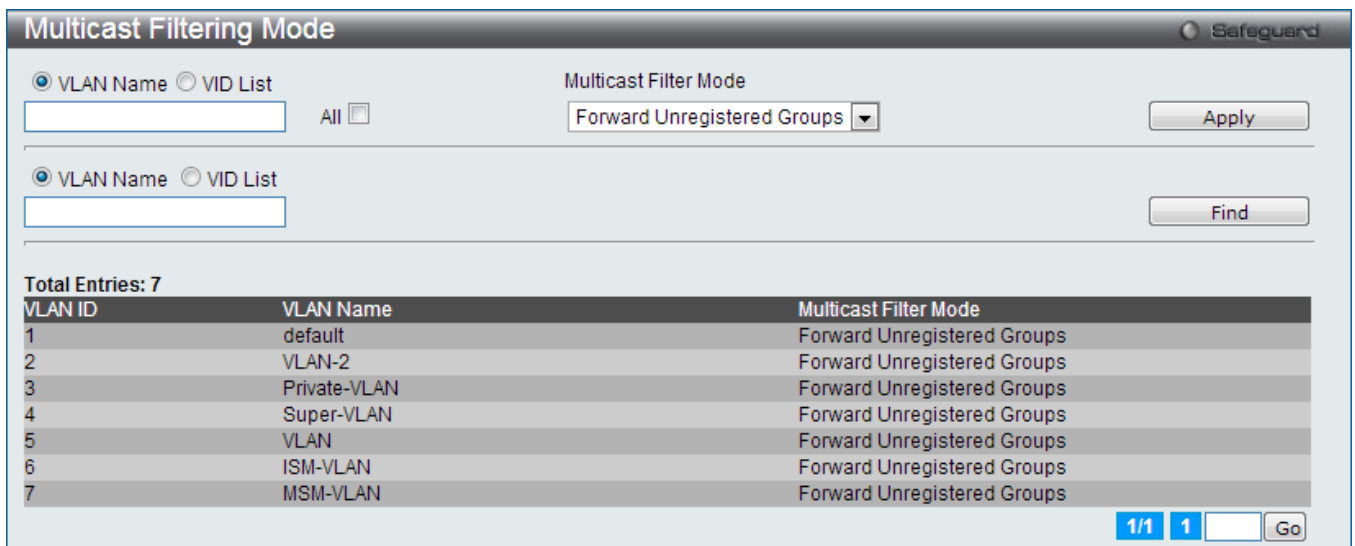 Multicast Filtering Mode
Safeguard
VLAN Name VID List
Multicast Filter Mode
All
Forward Unregistered Groups
Apply
VLAN Name VID List
Find
Total Entries: 7
VLAN ID VLAN Name Multicast Filter Mode
1 default Forward Unregistered Groups
2 VLAN-2 Forward Unregistered Groups
3 Private-VLAN Forward Unregistered Groups
4 Super-VLAN Forward Unregistered Groups
5 VLAN Forward Unregistered Groups
6 ISM-VLAN Forward Unregistered Groups
7 MSM-VLAN Forward Unregistered Groups
1/1 1 Go